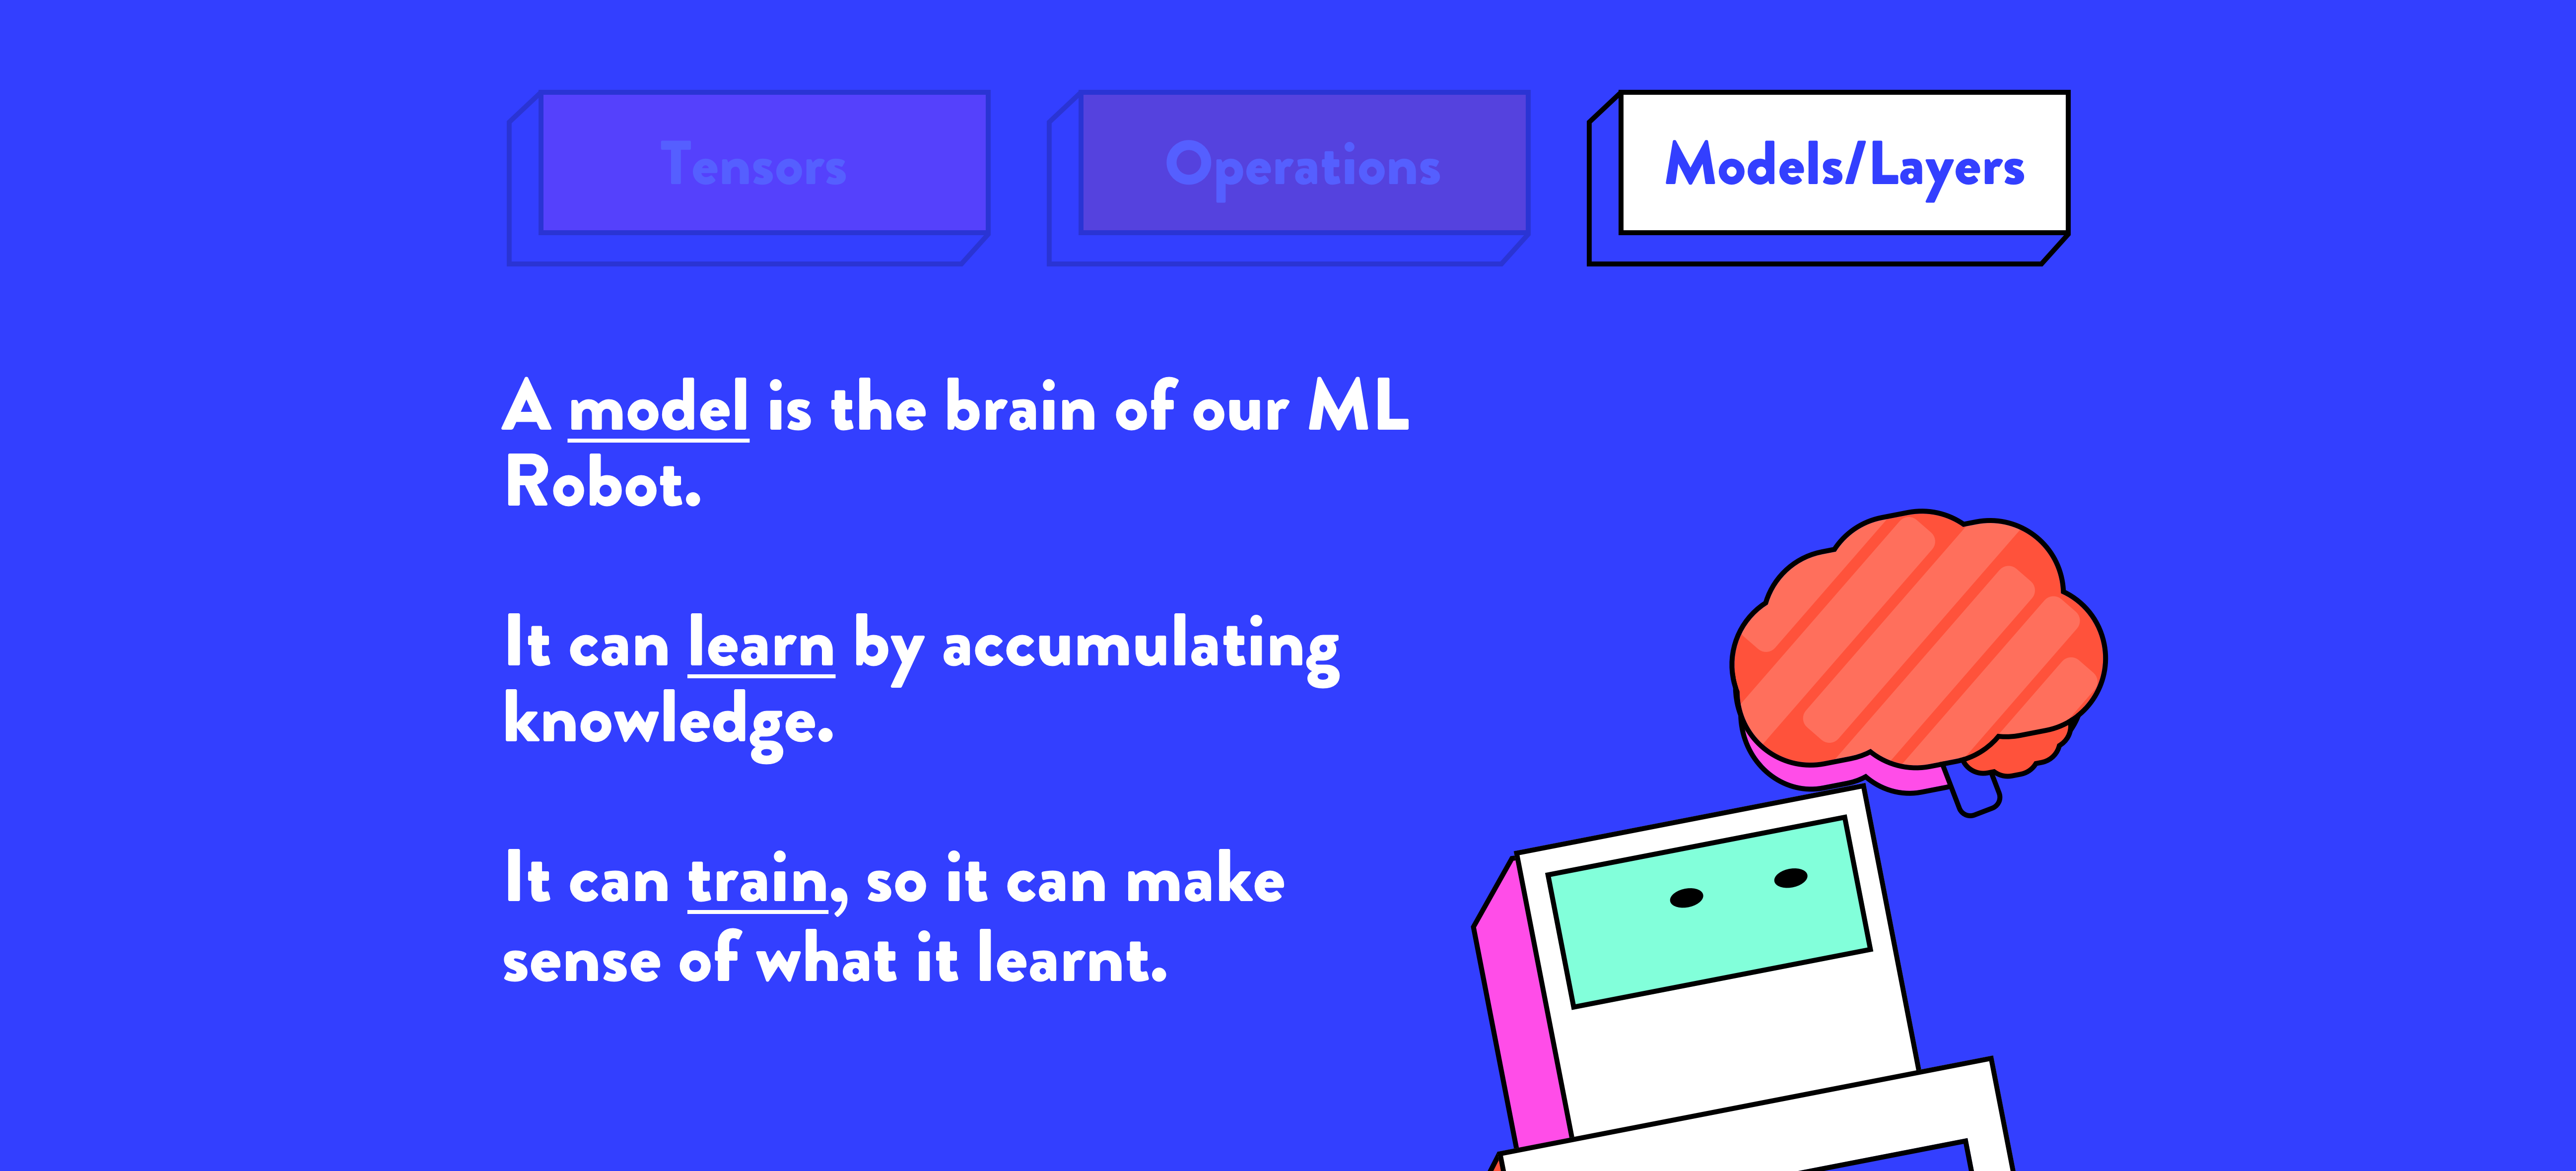 Tensors
Operations
Models/Layers
A model is the brain of our ML
Robot.
It can learn by accumulating
knowledge.
It can train, so it can make
sense of what it learnt.